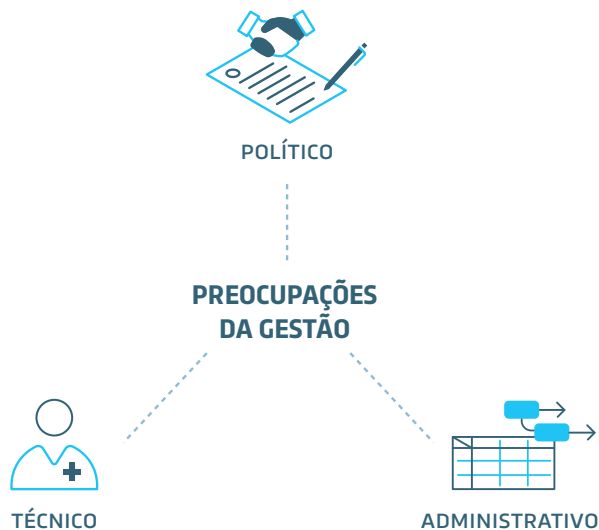 POLÍTICO
PREOCUPAÇÕES
DA GESTÃO
TÉCNICO
ADMINISTRATIVO